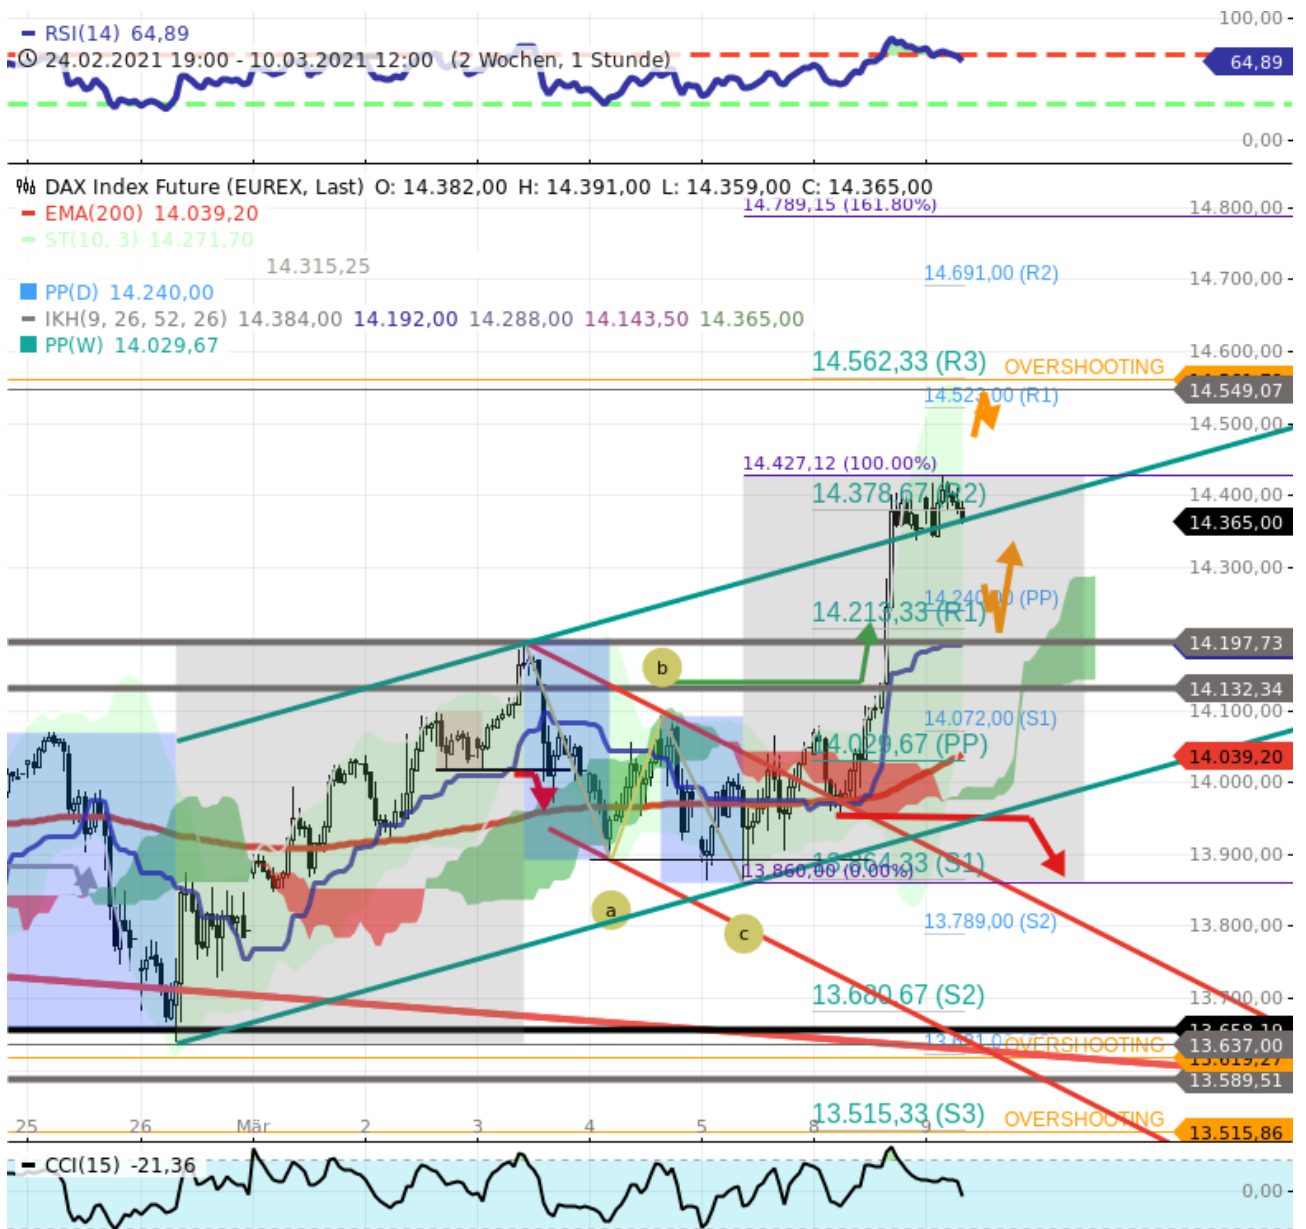 100,00
RSI(14) 64,89
24.02.2021 19:00 - 10.03.2021 12:00 (2 Wochen, 1 Stunde)
64,89
0,00
DAX Index Future (EUREX, Last) O: 14.382,00 H: 14.391,00 L: 14.359,00 C: 14.365,00
14.789,15 (161.80%)
14.800,00
EMA(200) 14.039,20
ST(10, 3) 14.271,70
14.315,25
14.691,00 (R2)
14.700,00
PP(D) 14.240,00
IKH(9, 26, 52, 26) 14.384,00 14.192,00 14.288,00 14.143,50 14.365,00
PP(W) 14.029,67
14.600,00
14.562,33 (R3)
OVERSHOOTING
14.549,07
14.523,00 (R1)
14.500,00
14.427,12 (100.00%)
14.378,67 (R2)
14.400,00
14.365,00
14.300,00
14.240,00 (PP)
14.213,33 (R1)
14.197,73
b
14.132,34
14.100,00
14.072,00 (S1)
14.029,67 (PP)
14.039,20
14.000,00
13.900,00
13.864,33 (S1)
13.860,00 (0.00%)
a
c
13.789,00 (S2)
13.800,00
13.680,67 (S2)
13.700,00
13.658,19
OVERSHOOTING
13.637,00
13.619,27
13.589,51
13.515,33 (S3)
OVERSHOOTING
13.515,86
25 26 Mär 2 3 4 5 8 9
CCI(15) -21,36
0,00